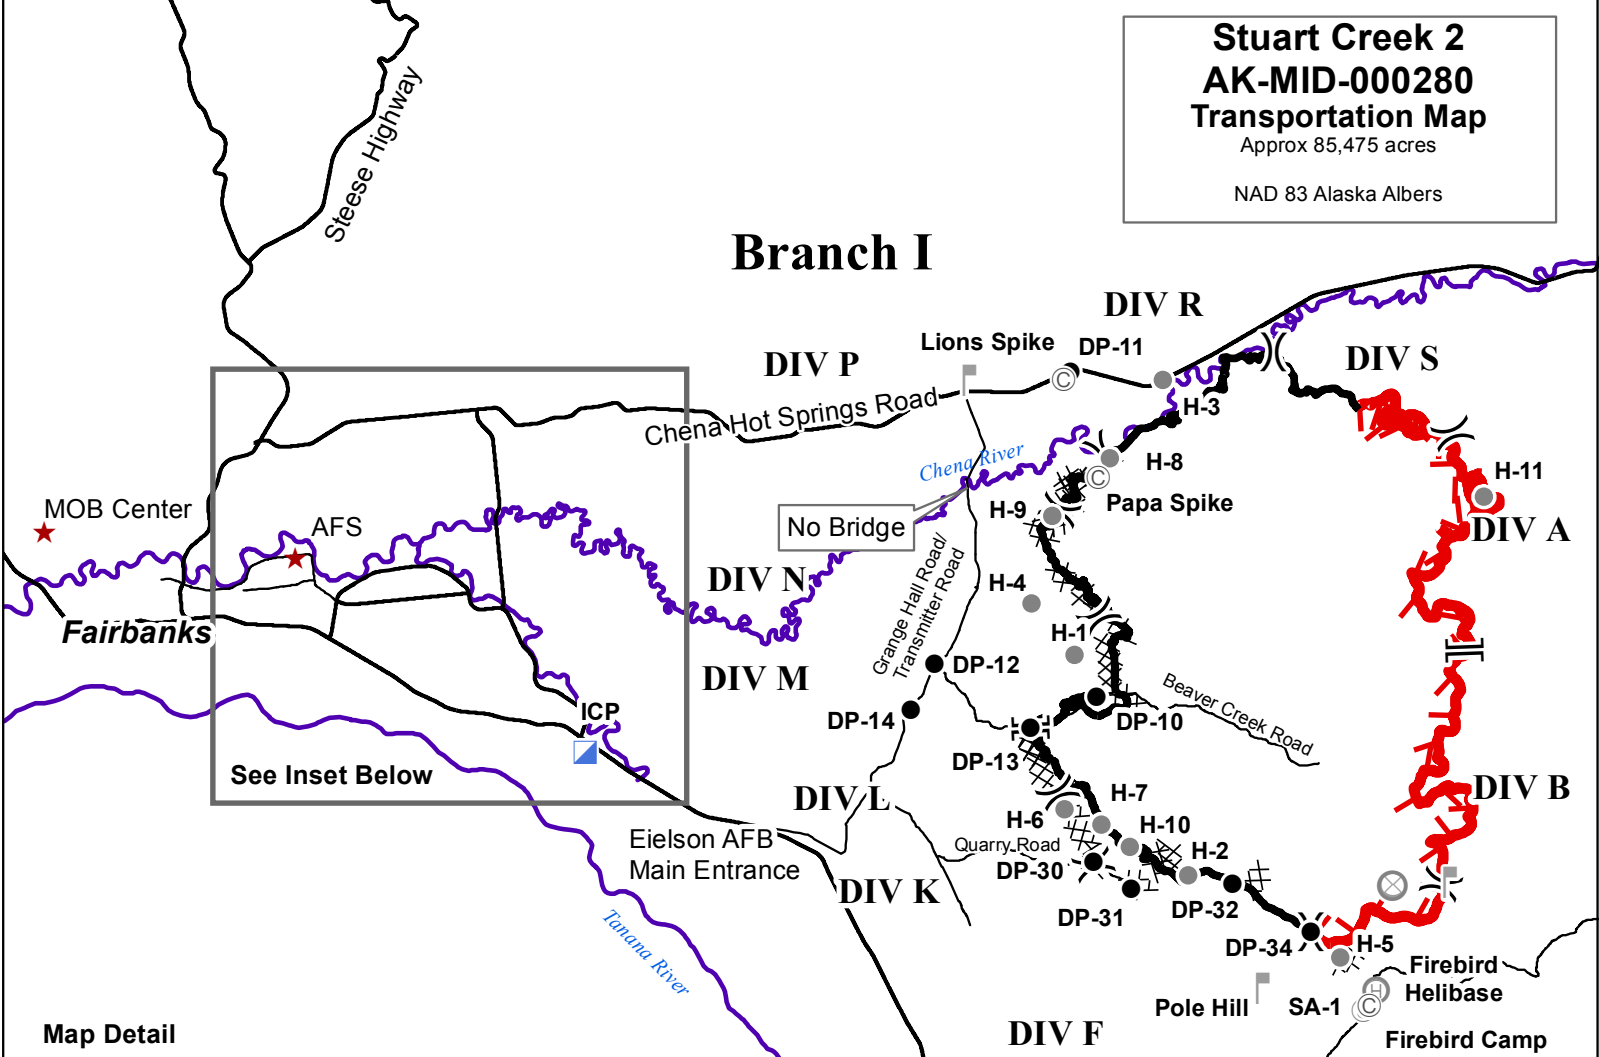 Stuart Creek 2
AK-MID-000280
Transportation Map
Approx 85,475 acres
NAD 83 Alaska Albers
Steese Highway
Branch I
DIV R
Lions Spike
DP-11
DIV P
DIV S
C
Chena Hot Springs Road
H-3
Chena River
H-8
C
H-11
Papa Spike
MOB Center
AFS
No Bridge
H-9
DIV A
DIV N
Grange Hall Road/
Transmitter Road
H-4
Fairbanks
H-1
DIV M
DP-12
Beaver Creek Road
ICP
DP-14
DP-10
DP-13
See Inset Below
DIV L
H-7
DIV B
H-6
H-10
Eielson AFB
Main Entrance
Quarry Road
H-2
DP-30
DIV K
DP-31
DP-32
Tanana River
DP-34
H-5
Firebird
Helibase
H
Pole Hill
SA-1
C
Map Detail
DIV F
Firebird Camp